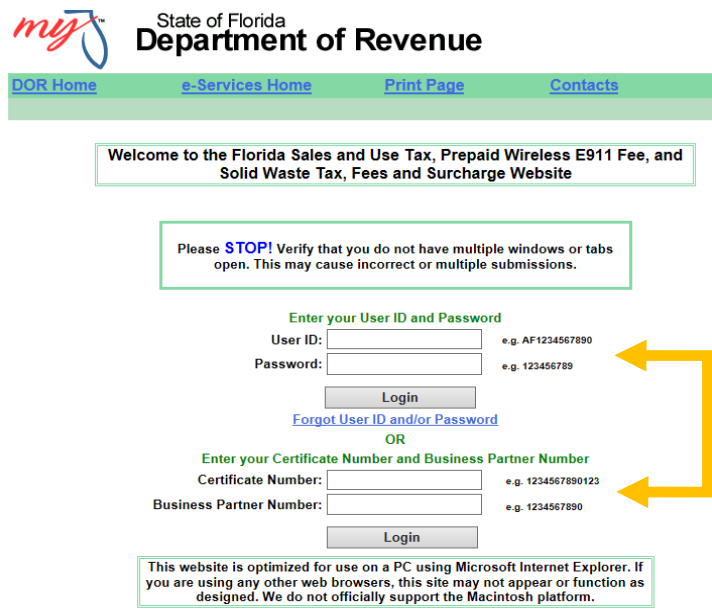 my ™
State of Florida
Department of Revenue
DOR Home e-Services Home Print Page Contacts
Welcome to the Florida Sales and Use Tax, Prepaid Wireless E911 Fee, and
Solid Waste Tax, Fees and Surcharge Website
Please STOP! Verify that you do not have multiple windows or tabs
open. This may cause incorrect or multiple submissions.
Enter your User ID and Password
User ID: e.g. AF1234567890
Password: e.g. 123456789
Login
Forgot User ID and/or Password
OR
Enter your Certificate Number and Business Partner Number
Certificate Number: e.g. 1234567890123
Business Partner Number: e.g. 1234567890
Login
This website is optimized for use on a PC using Microsoft Internet Explorer. If
you are using any other web browsers, this site may not appear or function as
designed. We do not officially support the Macintosh platform.